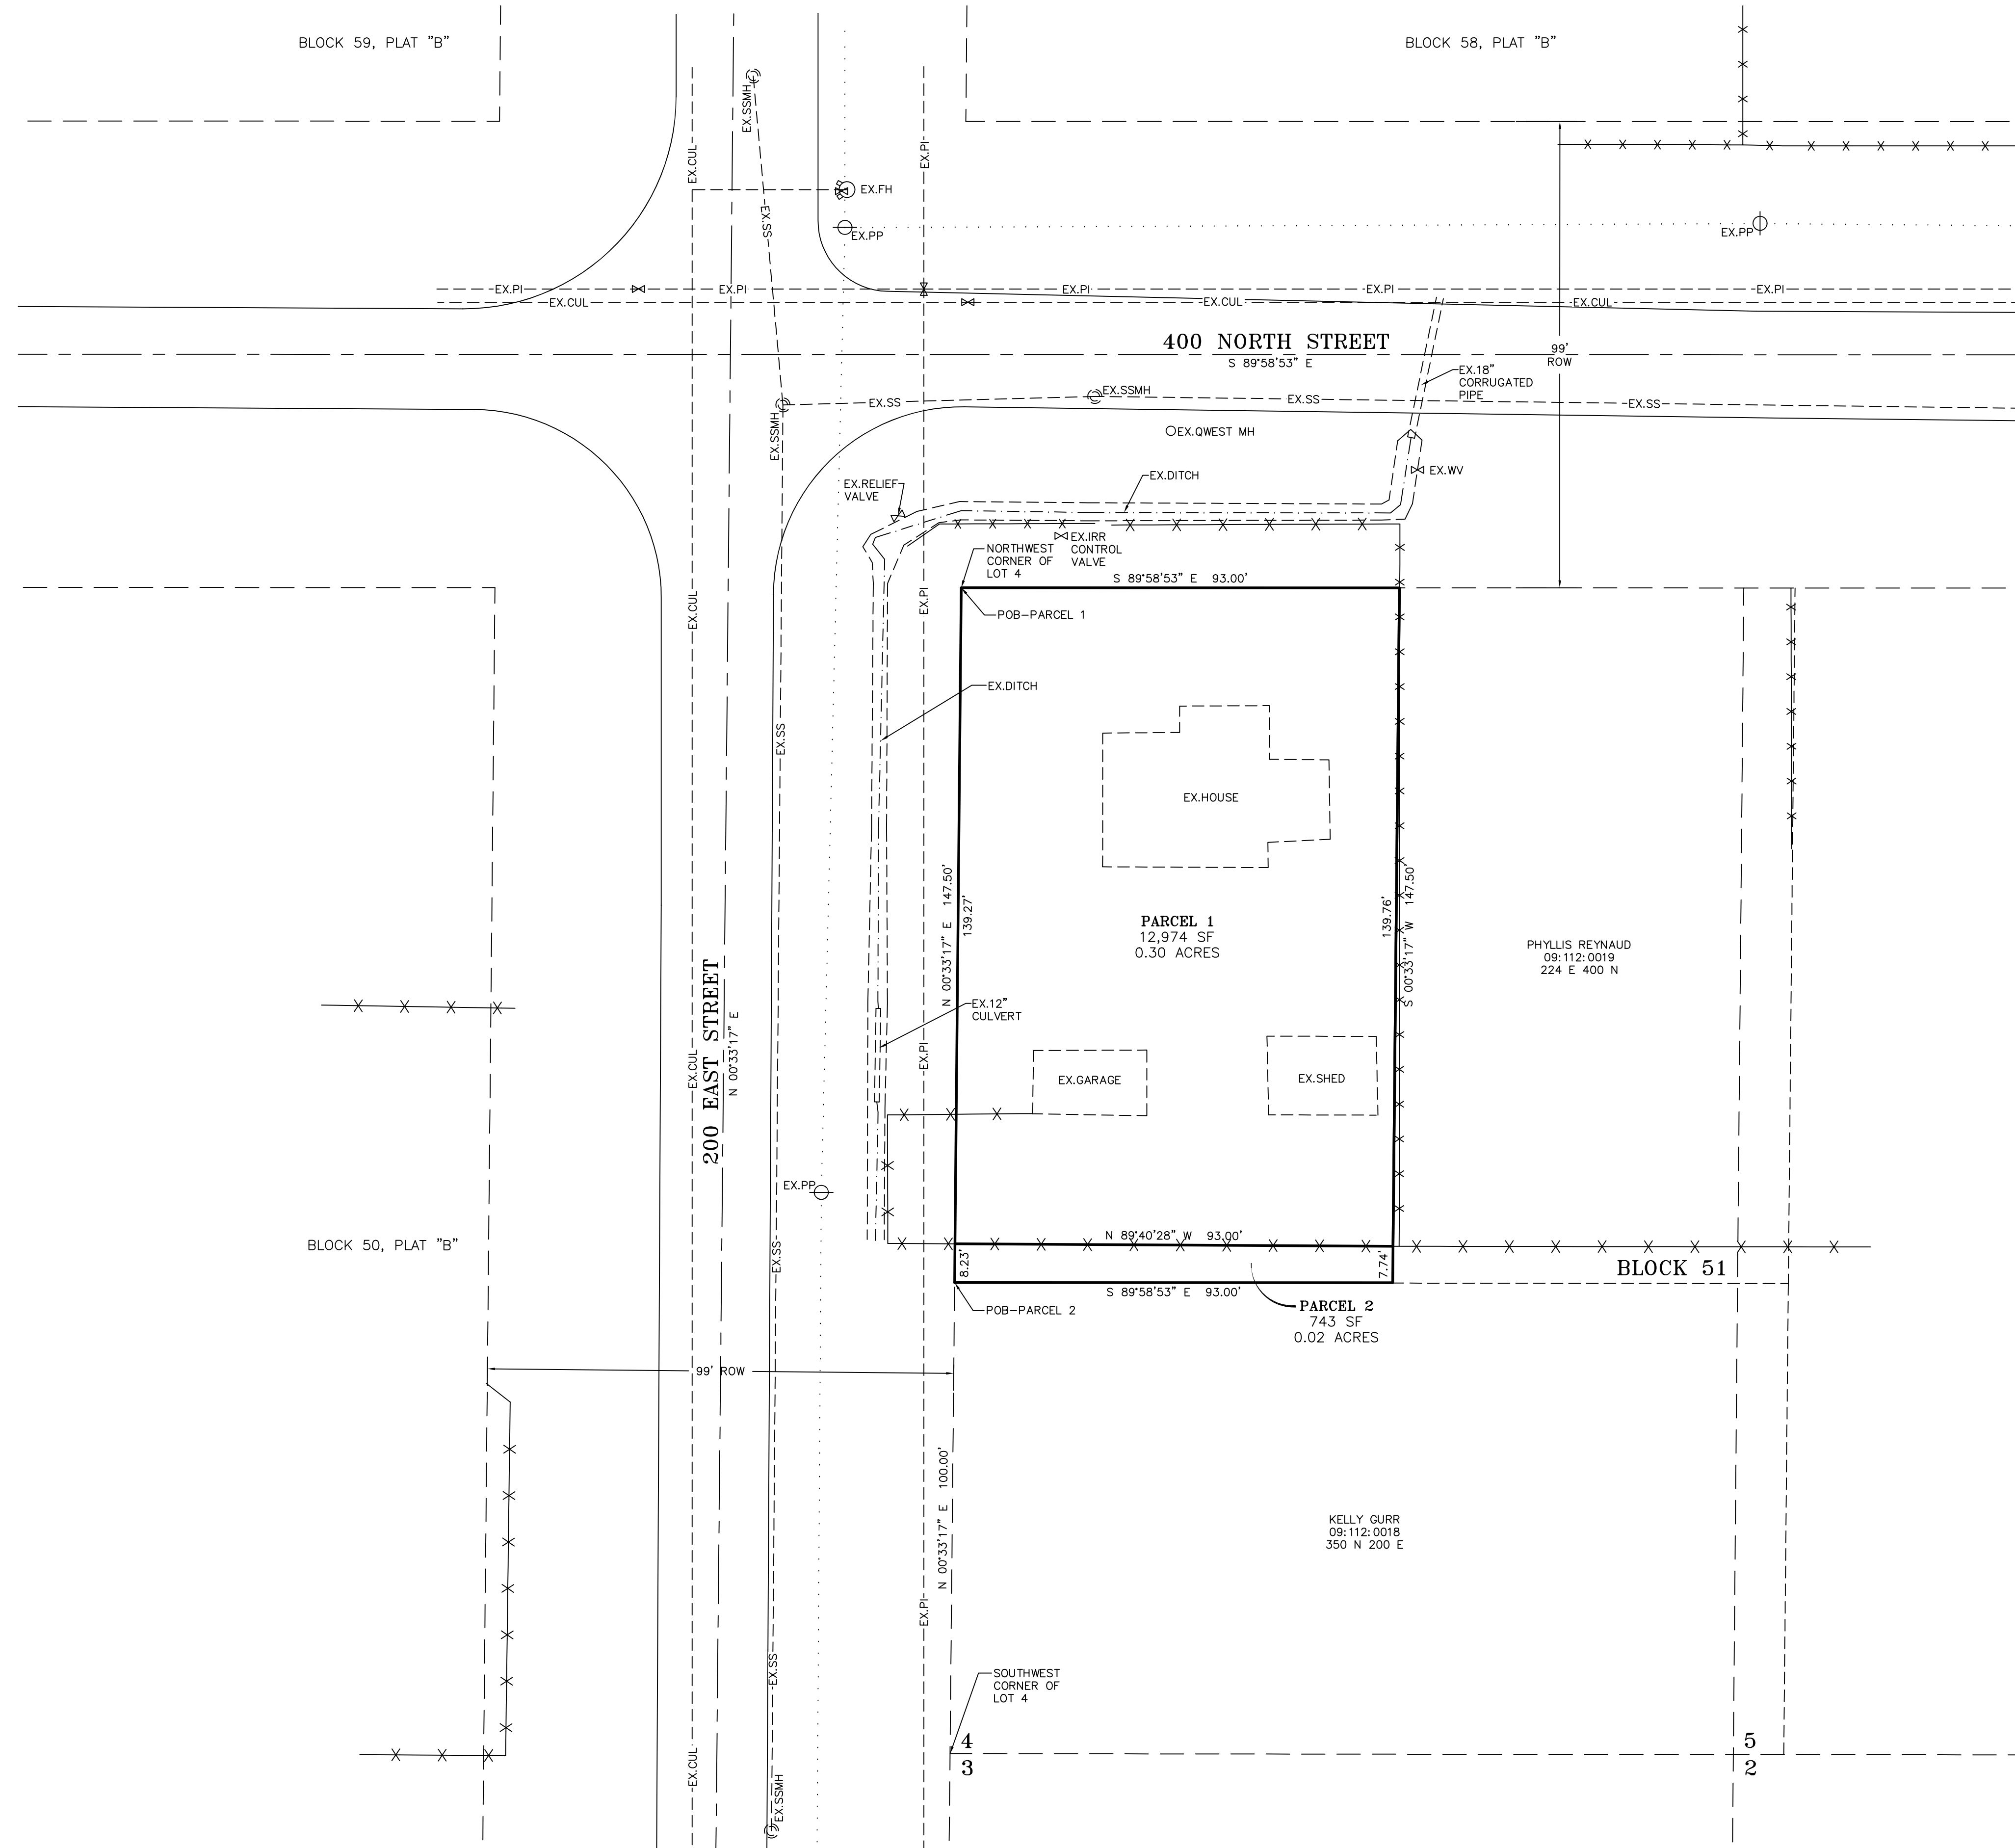 BLOCK 59, PLAT "B"
BLOCK 58, PLAT "B"
EX.SSMH
EX.CUL
EX.PI
EX.FH
EX.SS
EX.PP
EX.PP
EX.PI
EX.PI
EX.PI
EX.PI
EX.PI
EX.CUL
EX.CUL
EX.CUL
400 NORTH STREET
S 89°58'53" E
99'
ROW
EX.18"
CORRUGATED
PIPE
EX.SSMH
EX.SS
EX.SS
EX.SS
EX.SSMH
EX.QWEST MH
EX.WV
EX.DITCH
EX.RELIEF
VALVE
EX.IRR
CONTROL
VALVE
NORTHWEST
CORNER OF
LOT 4
S 89°58'53" E 93.00'
POB-PARCEL 1
EX.CUL
EX.PI
EX.DITCH
EX.SS
EX.HOUSE
N 00°33'17" E 147.50'
139.27'
139.76'
S 00°33'17" W 147.50'
PARCEL 1
12,974 SF
0.30 ACRES
PHYLLIS REYNAUD
09:112:0019
224 E 400 N
EX.12"
CULVERT
200 EAST STREET
N 00°33'17" E
EX.CUL
EX.PI
EX.GARAGE
EX.SHED
EX.PP
BLOCK 50, PLAT "B"
EX.SS
N 89°40'28" W 93.00'
8.23'
7.74'
BLOCK 51
S 89°58'53" E 93.00'
POB-PARCEL 2
PARCEL 2
743 SF
0.02 ACRES
99' ROW
N 00°33'17" E 100.00'
KELLY GURR
09:112:0018
350 N 200 E
EX.PI
EX.SS
SOUTHWEST
CORNER OF
LOT 4
EX.CUL
EX.SSMH
4
3
5
2